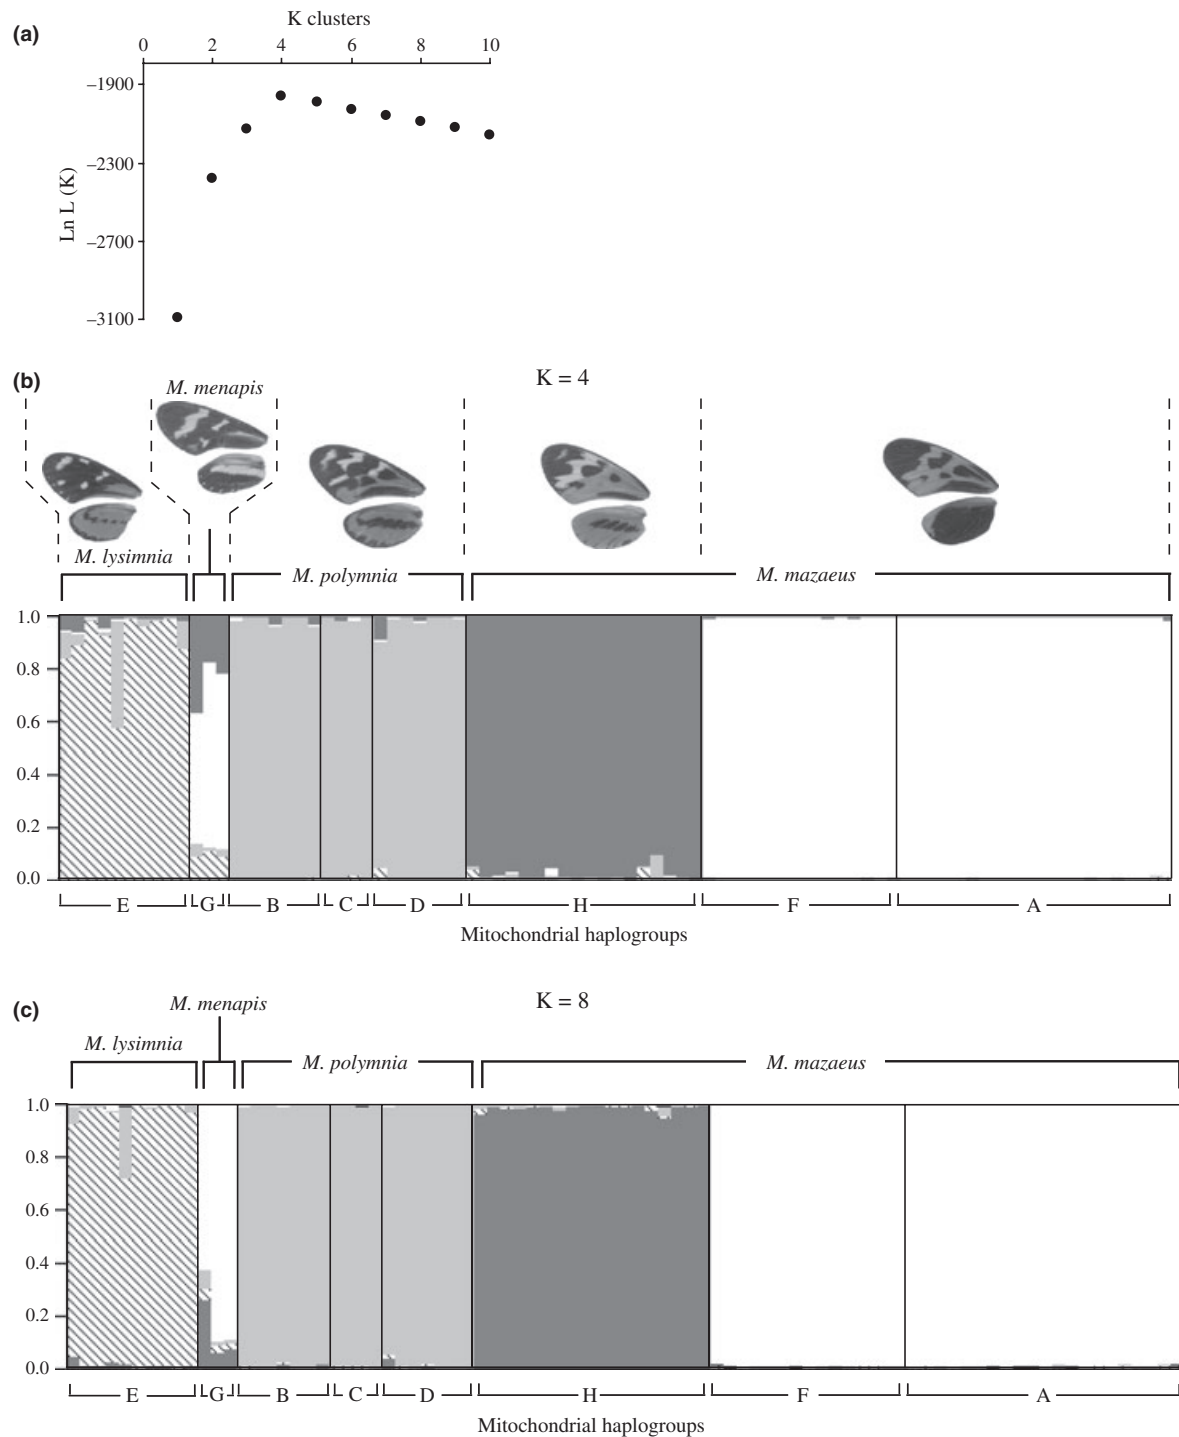 (a)
K clusters
0 2 4 6 8 10
–1900
–2300
–2700
–3100
Ln L (K)
(b)
K = 4
M. menapis
M. lysimnia
M. polymnia
M. mazaeus
1.0
0.8
0.6
0.4
0.2
0.0
E G B C D H F A
Mitochondrial haplogroups
(c)
K = 8
M. menapis
M. lysimnia
M. polymnia
M. mazaeus
1.0
0.8
0.6
0.4
0.2
0.0
E G B C D H F A
Mitochondrial haplogroups